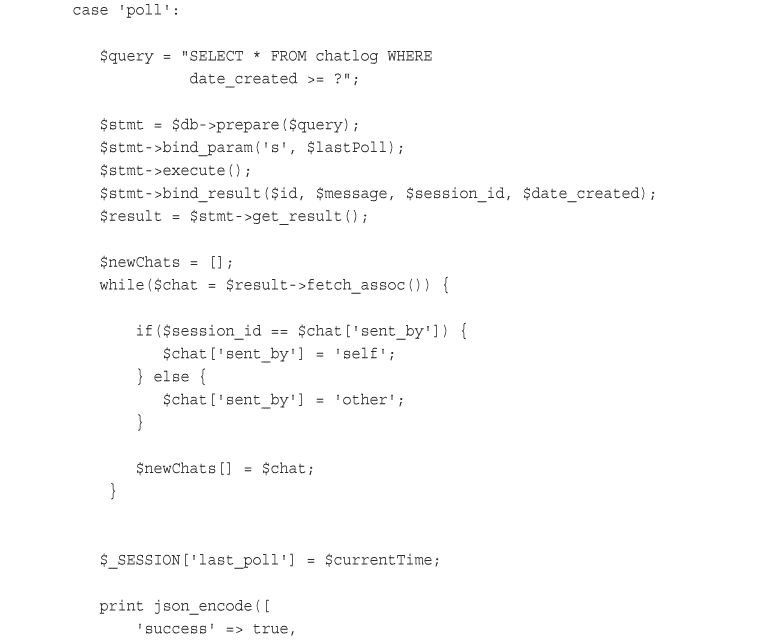 case 'poll':
$query = "SELECT * FROM chatlog WHERE
date_created >= ?";
$stmt = $db->prepare($query);
$stmt->bind_param('s', $lastPoll);
$stmt->execute();
$stmt->bind_result($id, $message, $session_id, $date_created);
$result = $stmt->get_result();
$newChats = [];
while($chat = $result->fetch_assoc()) {
if($session_id == $chat['sent_by']) {
$chat['sent_by'] = 'self';
} else {
$chat['sent_by'] = 'other';
}
$newChats[] = $chat;
}
$_SESSION['last_poll'] = $currentTime;
print json_encode([
'success' => true,